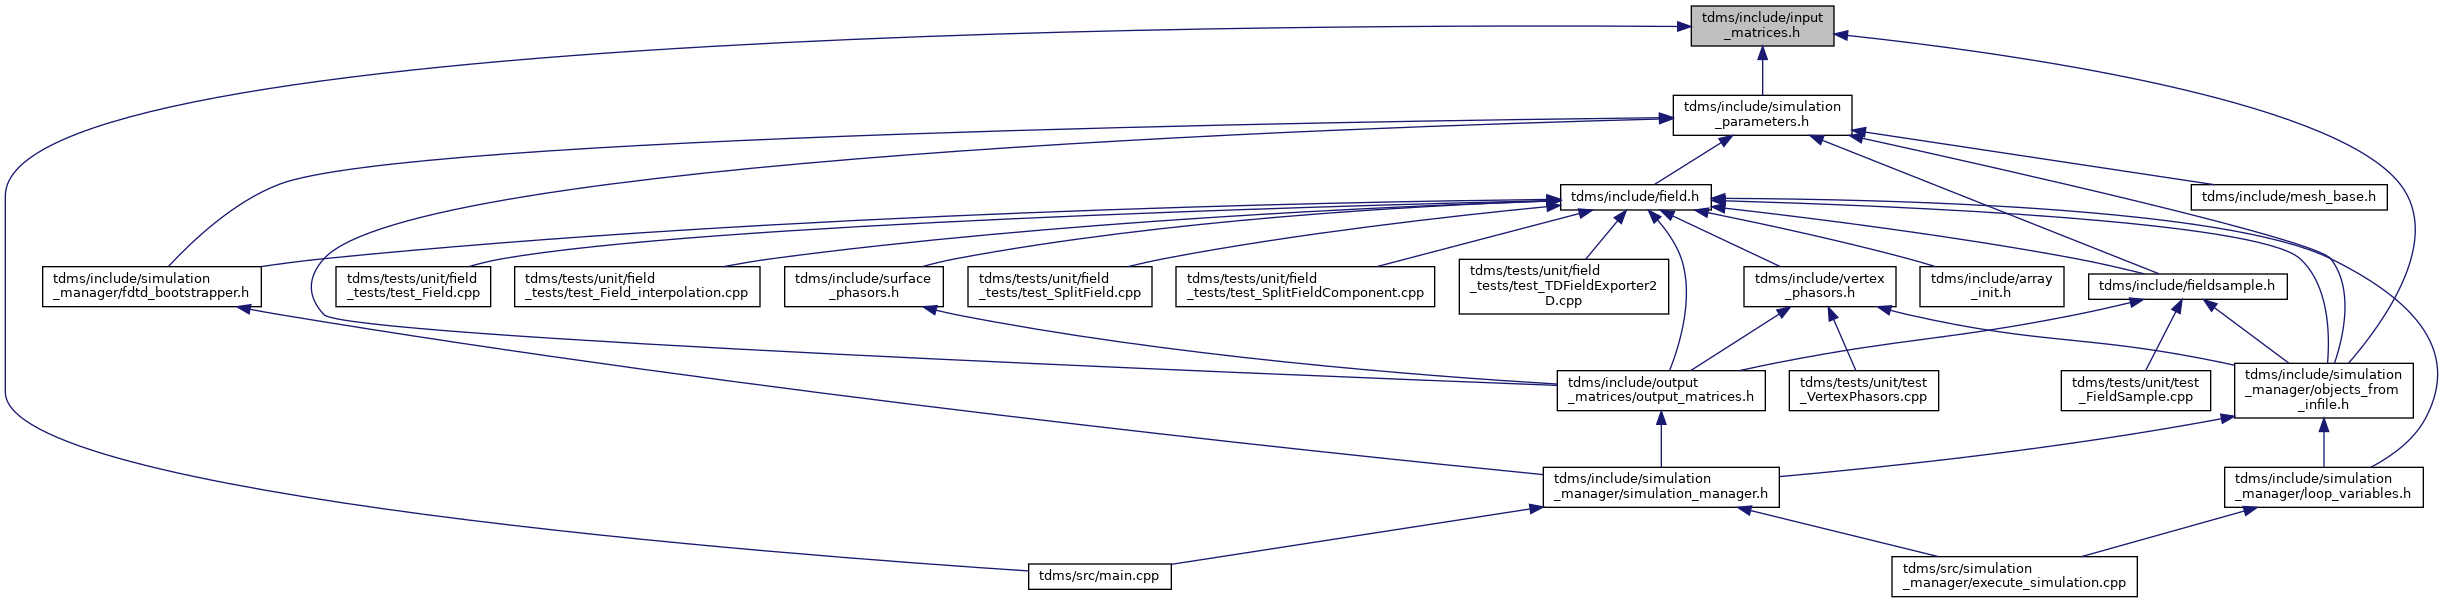 tdms/include/input
_matrices.h
tdms/include/simulation
_parameters.h
tdms/include/field.h
tdms/include/mesh_base.h
tdms/include/simulation
_manager/fdtd_bootstrapper.h
tdms/tests/unit/field
_tests/test_Field.cpp
tdms/tests/unit/field
_tests/test_Field_interpolation.cpp
tdms/include/surface
_phasors.h
tdms/tests/unit/field
_tests/test_SplitField.cpp
tdms/tests/unit/field
_tests/test_SplitFieldComponent.cpp
tdms/tests/unit/field
_tests/test_TDFieldExporter2
D.cpp
tdms/include/vertex
_phasors.h
tdms/include/array
_init.h
tdms/include/fieldsample.h
tdms/include/output
_matrices/output_matrices.h
tdms/tests/unit/test
_VertexPhasors.cpp
tdms/tests/unit/test
_FieldSample.cpp
tdms/include/simulation
_manager/objects_from
_infile.h
tdms/include/simulation
_manager/simulation_manager.h
tdms/include/simulation
_manager/loop_variables.h
tdms/src/main.cpp
tdms/src/simulation
_manager/execute_simulation.cpp